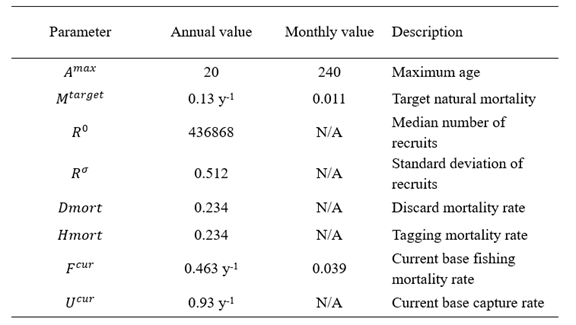 Parameter Annual value Monthly value Description
A^max 20 240 Maximum age
M^target 0.13 y^-1 0.011 Target natural mortality
R^0 436868 N/A Median number of
recruits
R^σ 0.512 N/A Standard deviation of
recruits
Dmort 0.234 N/A Discard mortality rate
Hmort 0.234 N/A Tagging mortality rate
F^cur 0.463 y^-1 0.039 Current base fishing
mortality rate
U^cur 0.93 y^-1 N/A Current base capture rate